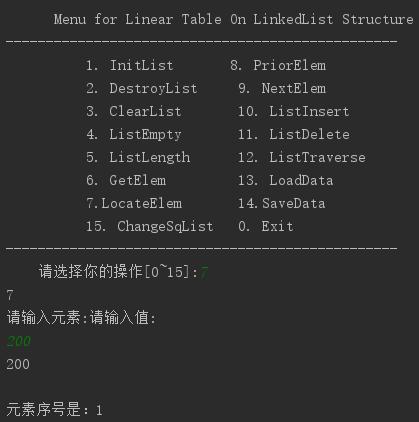 Menu for Linear Table On LinkedList Structure
-------------------------------------------------
1. InitList 8. PriorElem
2. DestroyList 9. NextElem
3. ClearList 10. ListInsert
4. ListEmpty 11. ListDelete
5. ListLength 12. ListTraverse
6. GetElem 13. LoadData
7.LocateElem 14.SaveData
15. ChangeSqList 0. Exit
-------------------------------------------------
请选择你的操作[0~15]:7
7
请输入元素:请输入值:
200
200
元素序号是：1